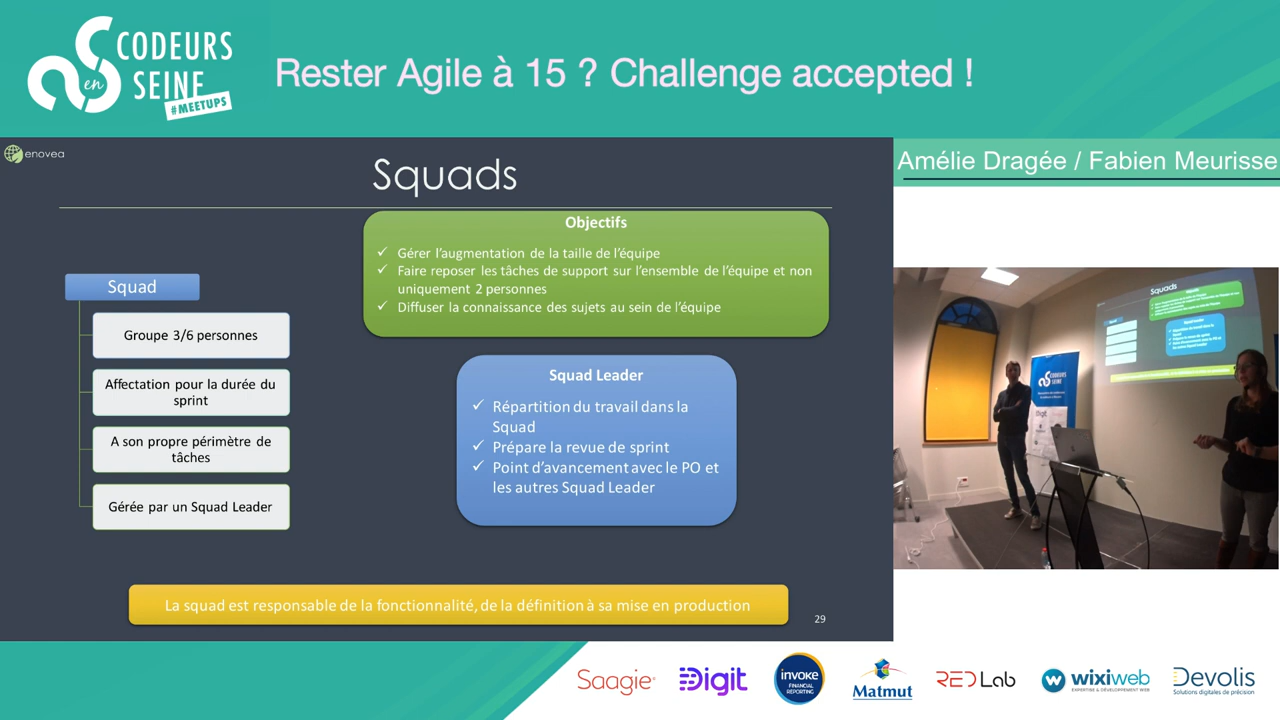 CODEURS
en
SEINE
#MEETUPS
Rester Agile à 15 ? Challenge accepted !
Amélie Dragée / Fabien Meurisse
enovea
Squads
Squad
Groupe 3/6 personnes
Affectation pour la durée du
sprint
A son propre périmètre de
tâches
Gérée par un Squad Leader
Objectifs
✓ Gérer l'augmentation de la taille de l'équipe
✓ Faire reposer les tâches de support sur l'ensemble de l'équipe et non
uniquement 2 personnes
✓ Diffuser la connaissance des sujets au sein de l'équipe
Squad Leader
✓ Répartition du travail dans la
Squad
✓ Prépare la revue de sprint
✓ Point d'avancement avec le PO et
les autres Squad Leader
La squad est responsable de la fonctionnalité, de la définition à sa mise en production
29
Squads
CODEURS
SEINE
Digit
Saagie
Digit
invoke
FINANCIAL
REPORTING
Matmut
RED Lab
wixiweb
EXPERTISE & DÉVELOPPEMENT WEB
Devolis
Solutions digitales de précision